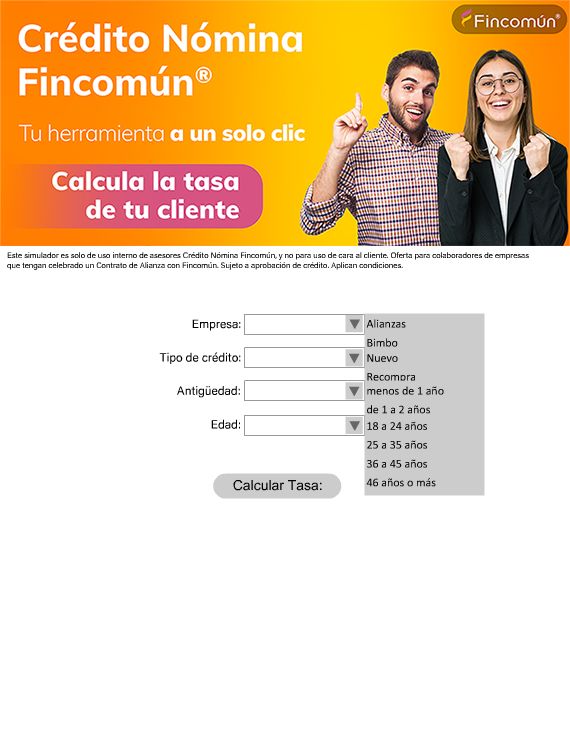 Fincomún®
Crédito Nómina
Fincomún®
Tu herramienta a un solo clic
Calcula la tasa
de tu cliente
Este simulador es solo de uso interno de asesores Crédito Nómina Fincomún, y no para uso de cara al cliente. Oferta para colaboradores de empresas
que tengan celebrado un Contrato de Alianza con Fincomún. Sujeto a aprobación de crédito. Aplican condiciones.
Empresa:
Alianzas
Bimbo
Tipo de crédito:
Nuevo
Recompra
Antigüedad:
menos de 1 año
de 1 a 2 años
Edad:
18 a 24 años
25 a 35 años
36 a 45 años
46 años o más
Calcular Tasa: